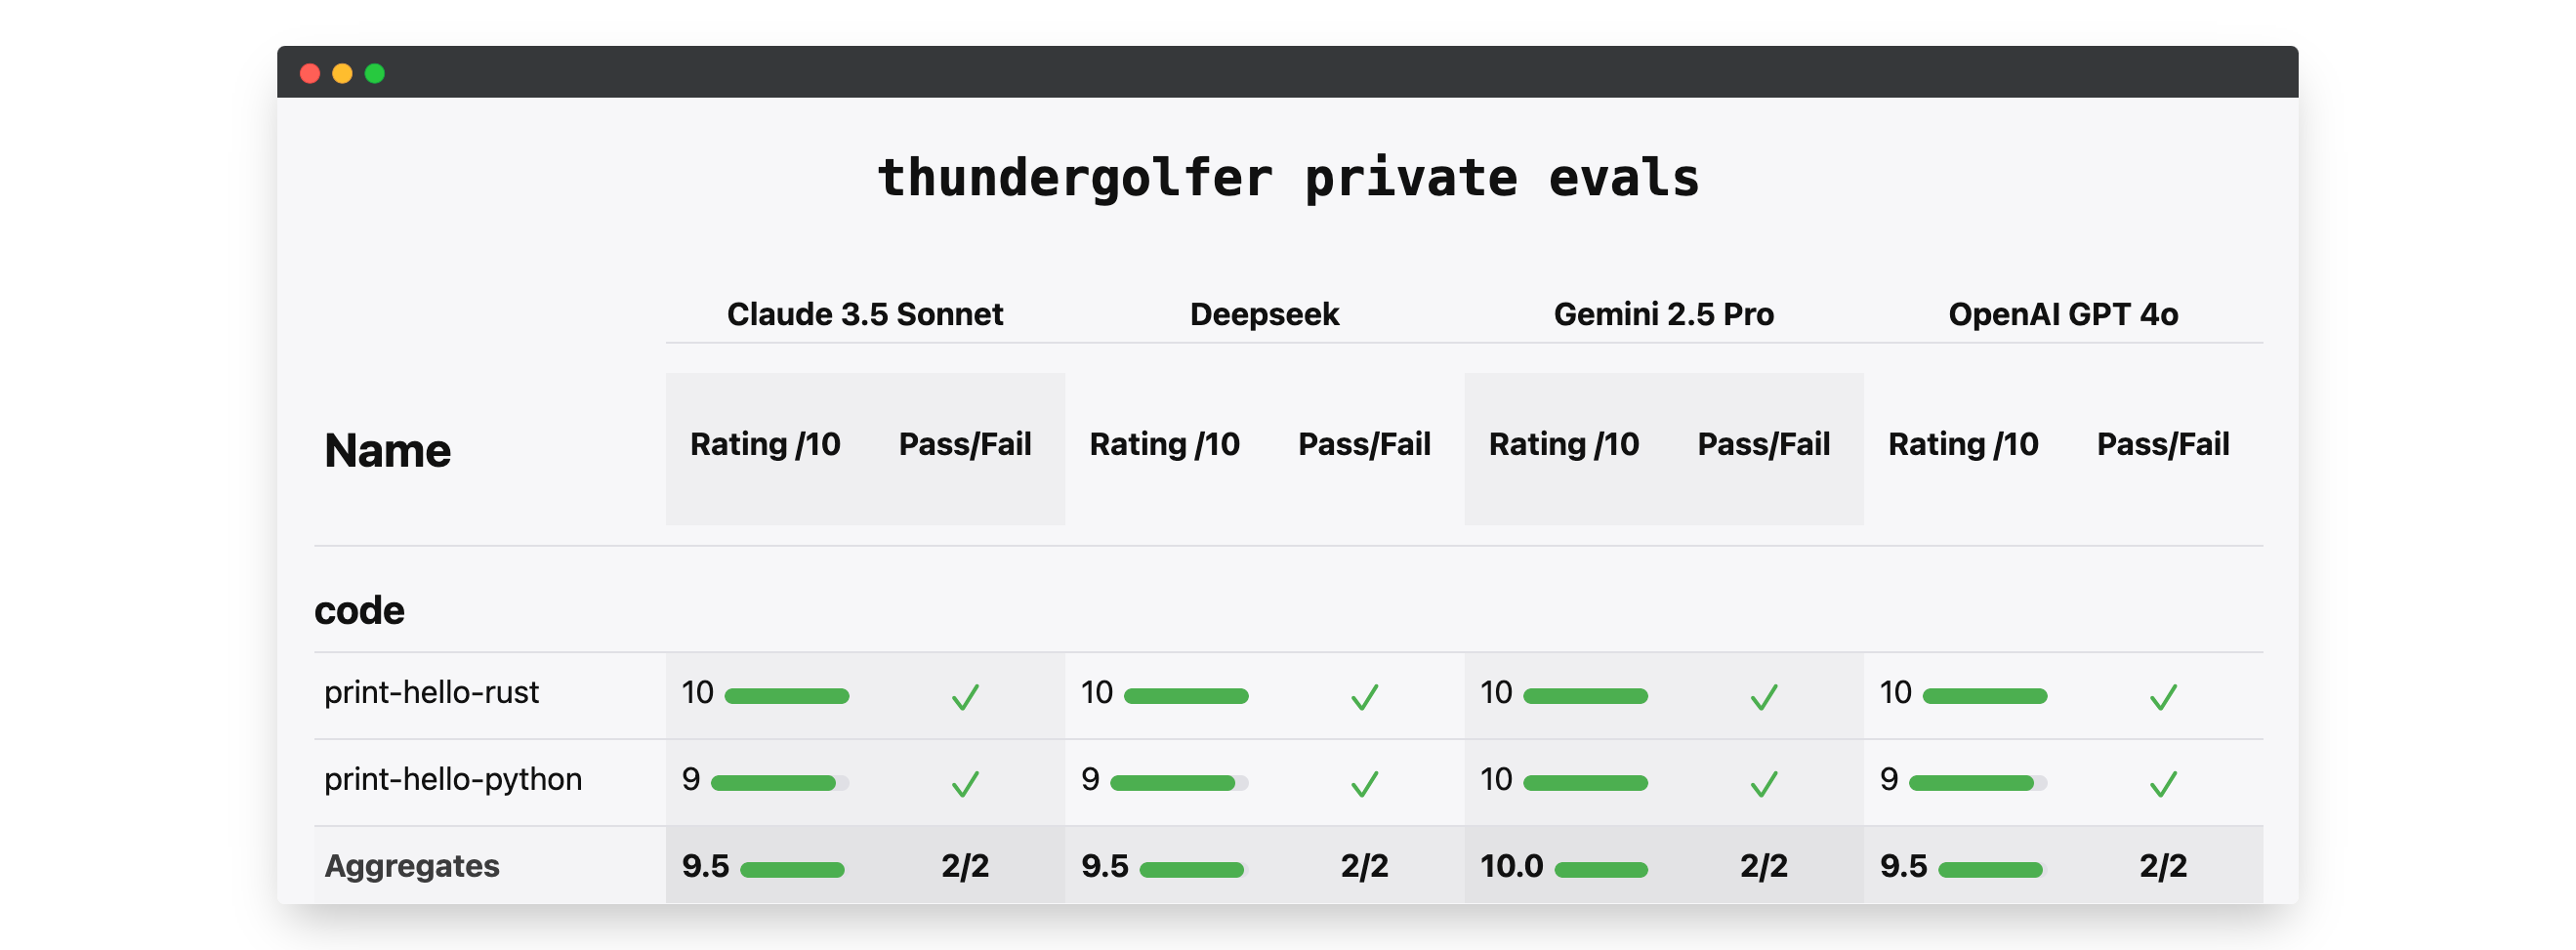 thundergolfer private evals
Claude 3.5 Sonnet Deepseek Gemini 2.5 Pro OpenAI GPT 4o
Name Rating /10 Pass/Fail Rating /10 Pass/Fail Rating /10 Pass/Fail Rating /10 Pass/Fail
code
print-hello-rust 10 ✓ 10 ✓ 10 ✓ 10 ✓
print-hello-python 9 ✓ 9 ✓ 10 ✓ 9 ✓
Aggregates 9.5 2/2 9.5 2/2 10.0 2/2 9.5 2/2